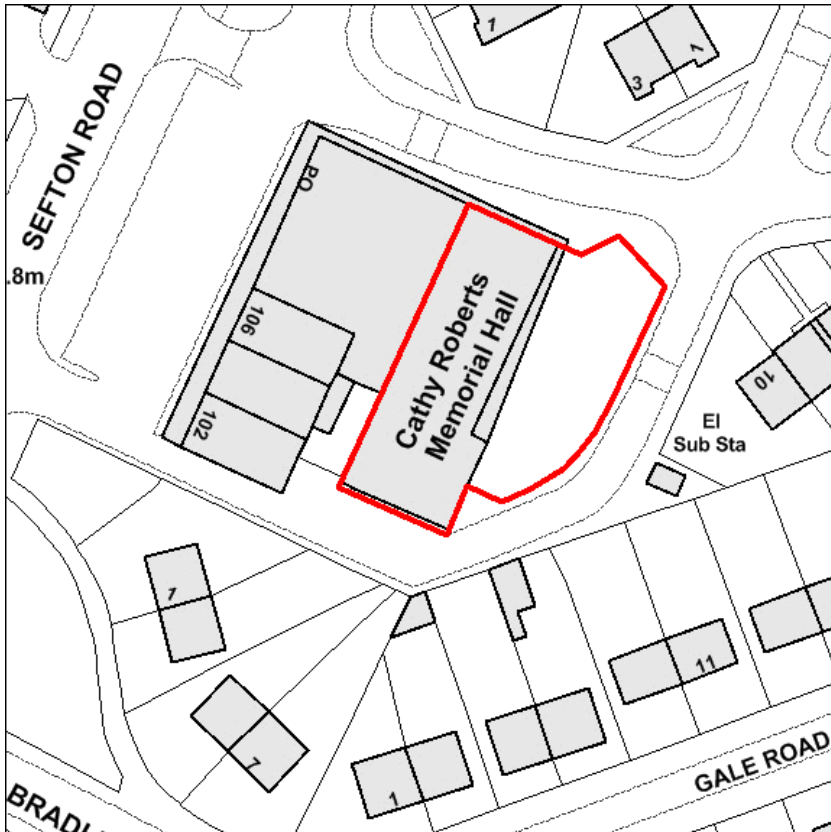 1
3
1
SEFTON ROAD
PO
.8m
106
Cathy Roberts
Memorial Hall
102
10
El
Sub Sta
1
7
11
1
GALE ROAD